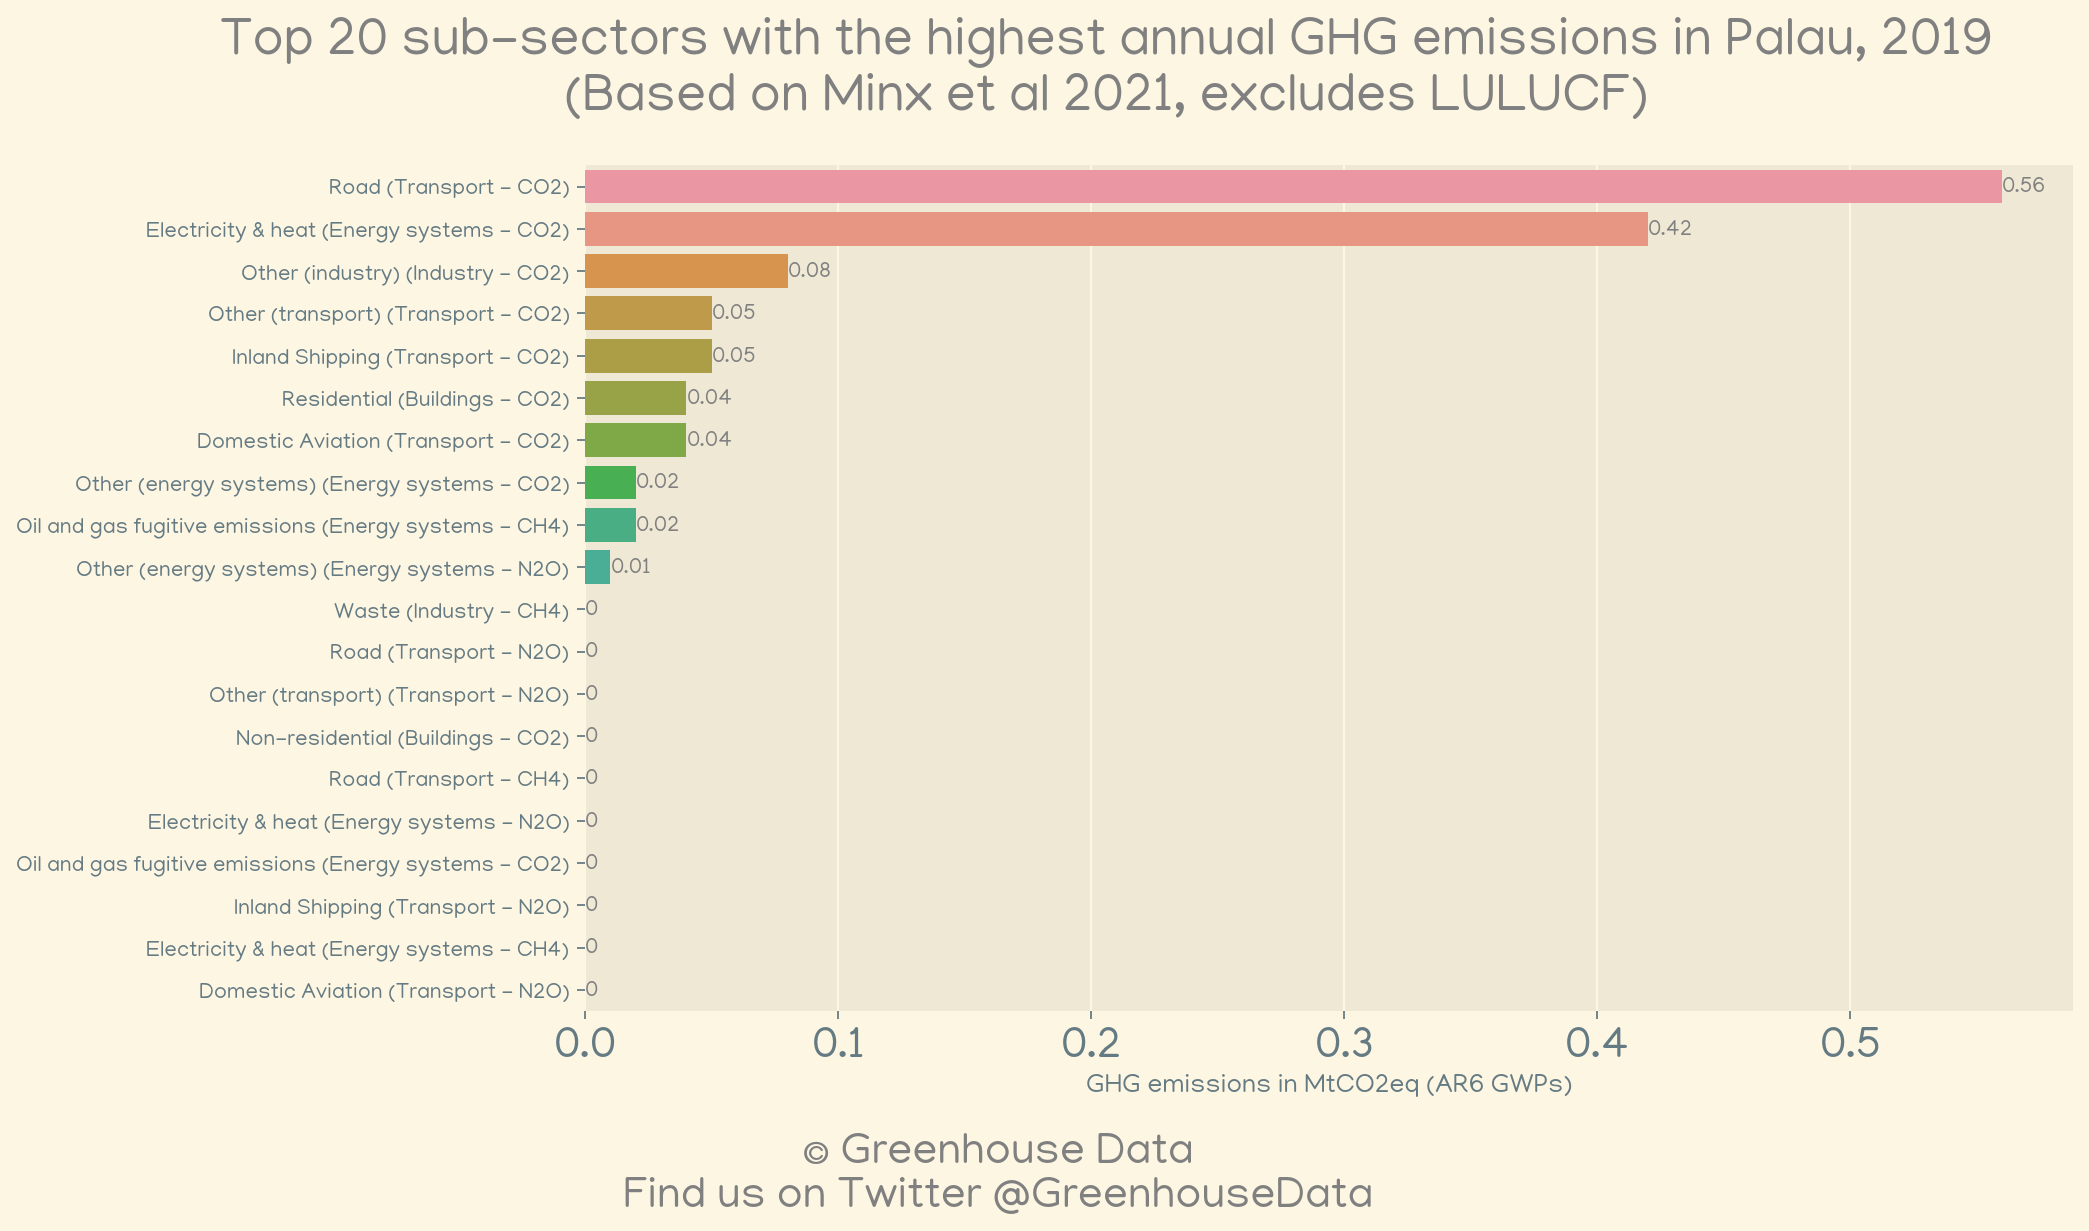 Top 20 sub-sectors with the highest annual GHG emissions in Palau, 2019
(Based on Minx et al 2021, excludes LULUCF)
Road (Transport - CO2) 0.56
Electricity & heat (Energy systems - CO2) 0.42
Other (industry) (Industry - CO2) 0.08
Other (transport) (Transport - CO2) 0.05
Inland Shipping (Transport - CO2) 0.05
Residential (Buildings - CO2) 0.04
Domestic Aviation (Transport - CO2) 0.04
Other (energy systems) (Energy systems - CO2) 0.02
Oil and gas fugitive emissions (Energy systems - CH4) 0.02
Other (energy systems) (Energy systems - N2O) 0.01
Waste (Industry - CH4) 0
Road (Transport - N2O) 0
Other (transport) (Transport - N2O) 0
Non-residential (Buildings - CO2) 0
Road (Transport - CH4) 0
Electricity & heat (Energy systems - N2O) 0
Oil and gas fugitive emissions (Energy systems - CO2) 0
Inland Shipping (Transport - N2O) 0
Electricity & heat (Energy systems - CH4) 0
Domestic Aviation (Transport - N2O) 0
0.0 0.1 0.2 0.3 0.4 0.5
GHG emissions in MtCO2eq (AR6 GWPs)
© Greenhouse Data
Find us on Twitter @GreenhouseData